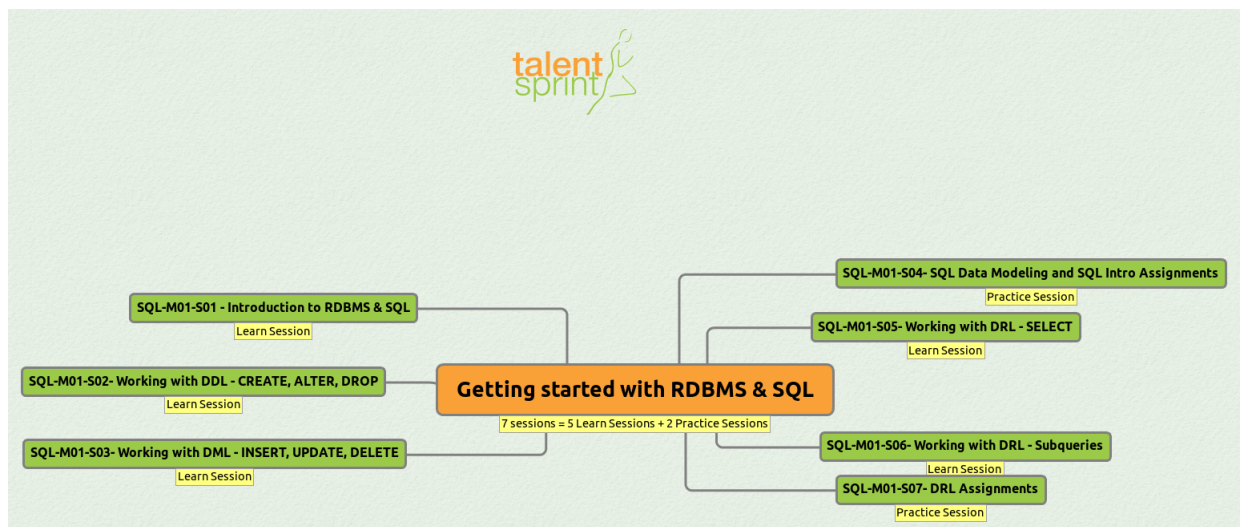 talent
sprint
SQL-M01-S01 - Introduction to RDBMS & SQL
Learn Session
SQL-M01-S02- Working with DDL - CREATE, ALTER, DROP
Learn Session
SQL-M01-S03- Working with DML - INSERT, UPDATE, DELETE
Learn Session
Getting started with RDBMS & SQL
7 sessions = 5 Learn Sessions + 2 Practice Sessions
SQL-M01-S04- SQL Data Modeling and SQL Intro Assignments
Practice Session
SQL-M01-S05- Working with DRL - SELECT
Learn Session
SQL-M01-S06- Working with DRL - Subqueries
Learn Session
SQL-M01-S07- DRL Assignments
Practice Session